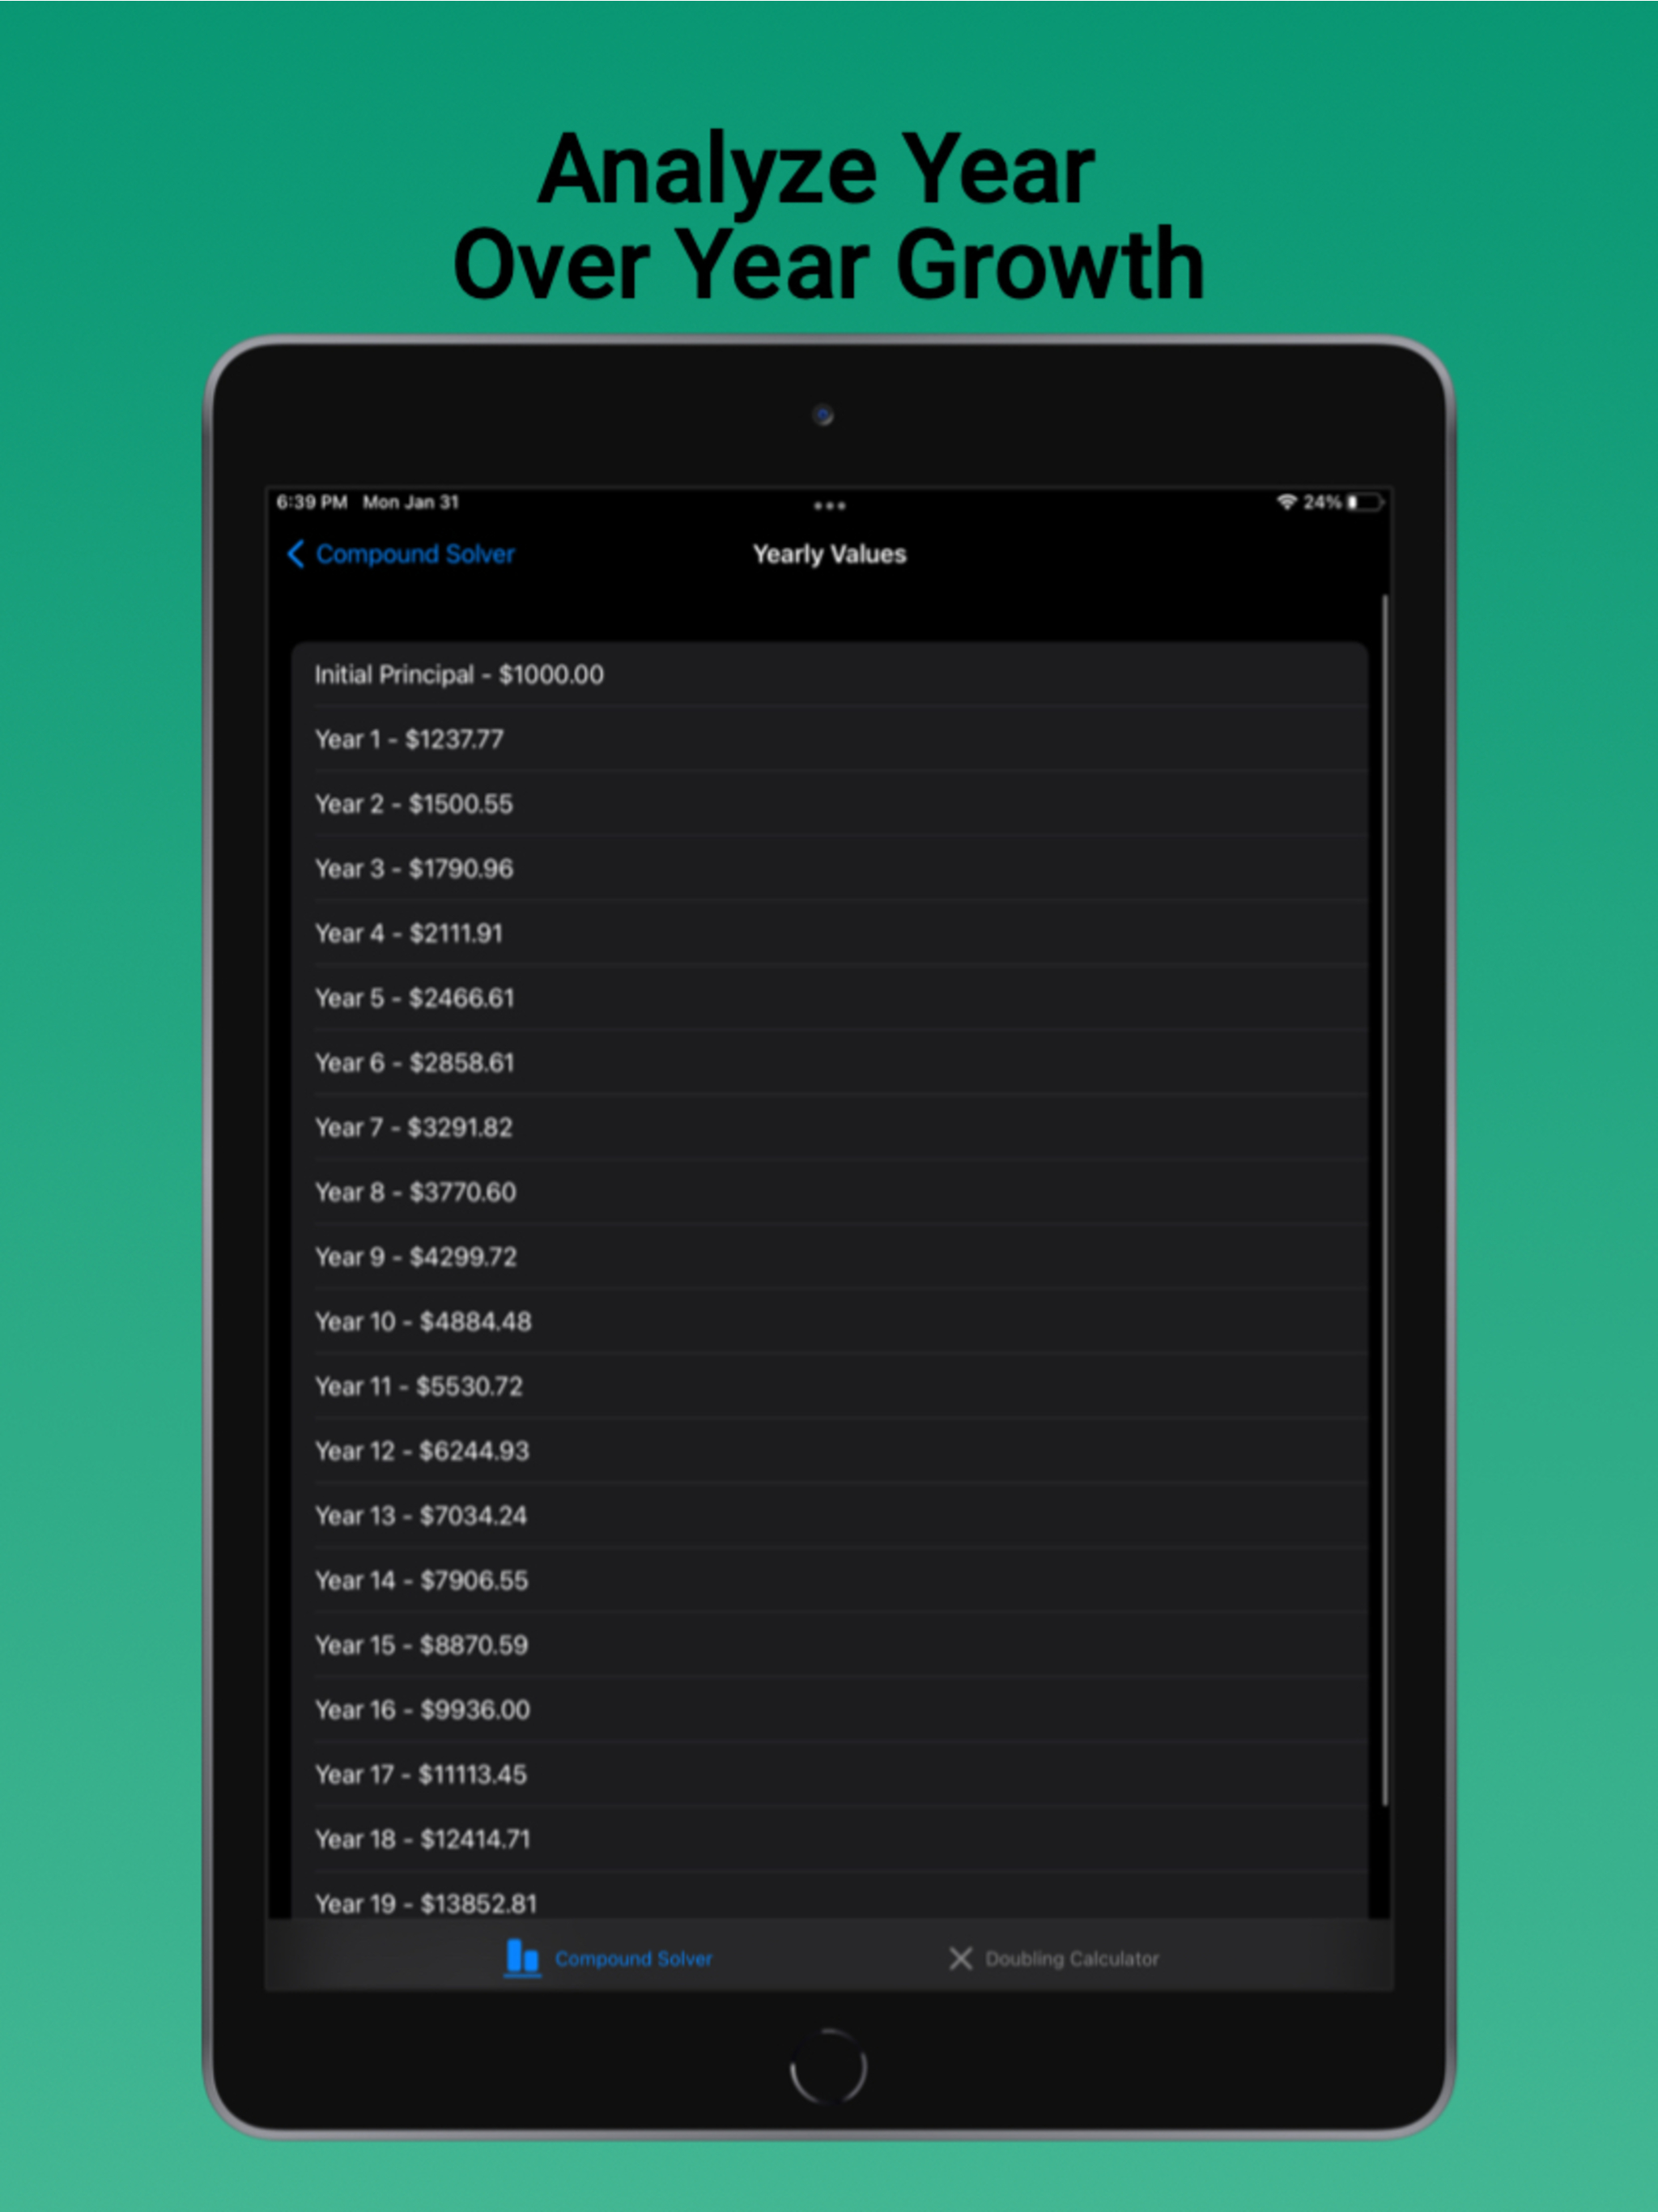 Analyze Year
Over Year Growth
6:39 PM Mon Jan 31
24%
Compound Solver
Yearly Values
Initial Principal - $1000.00
Year 1 - $1237.77
Year 2 - $1500.55
Year 3 - $1790.96
Year 4 - $2111.91
Year 5 - $2466.61
Year 6 - $2858.61
Year 7 - $3291.82
Year 8 - $3770.60
Year 9 - $4299.72
Year 10 - $4884.48
Year 11 - $5530.72
Year 12 - $6244.93
Year 13 - $7034.24
Year 14 - $7906.55
Year 15 - $8870.59
Year 16 - $9936.00
Year 17 - $11113.45
Year 18 - $12414.71
Year 19 - $13852.81
Compound Solver
Doubling Calculator